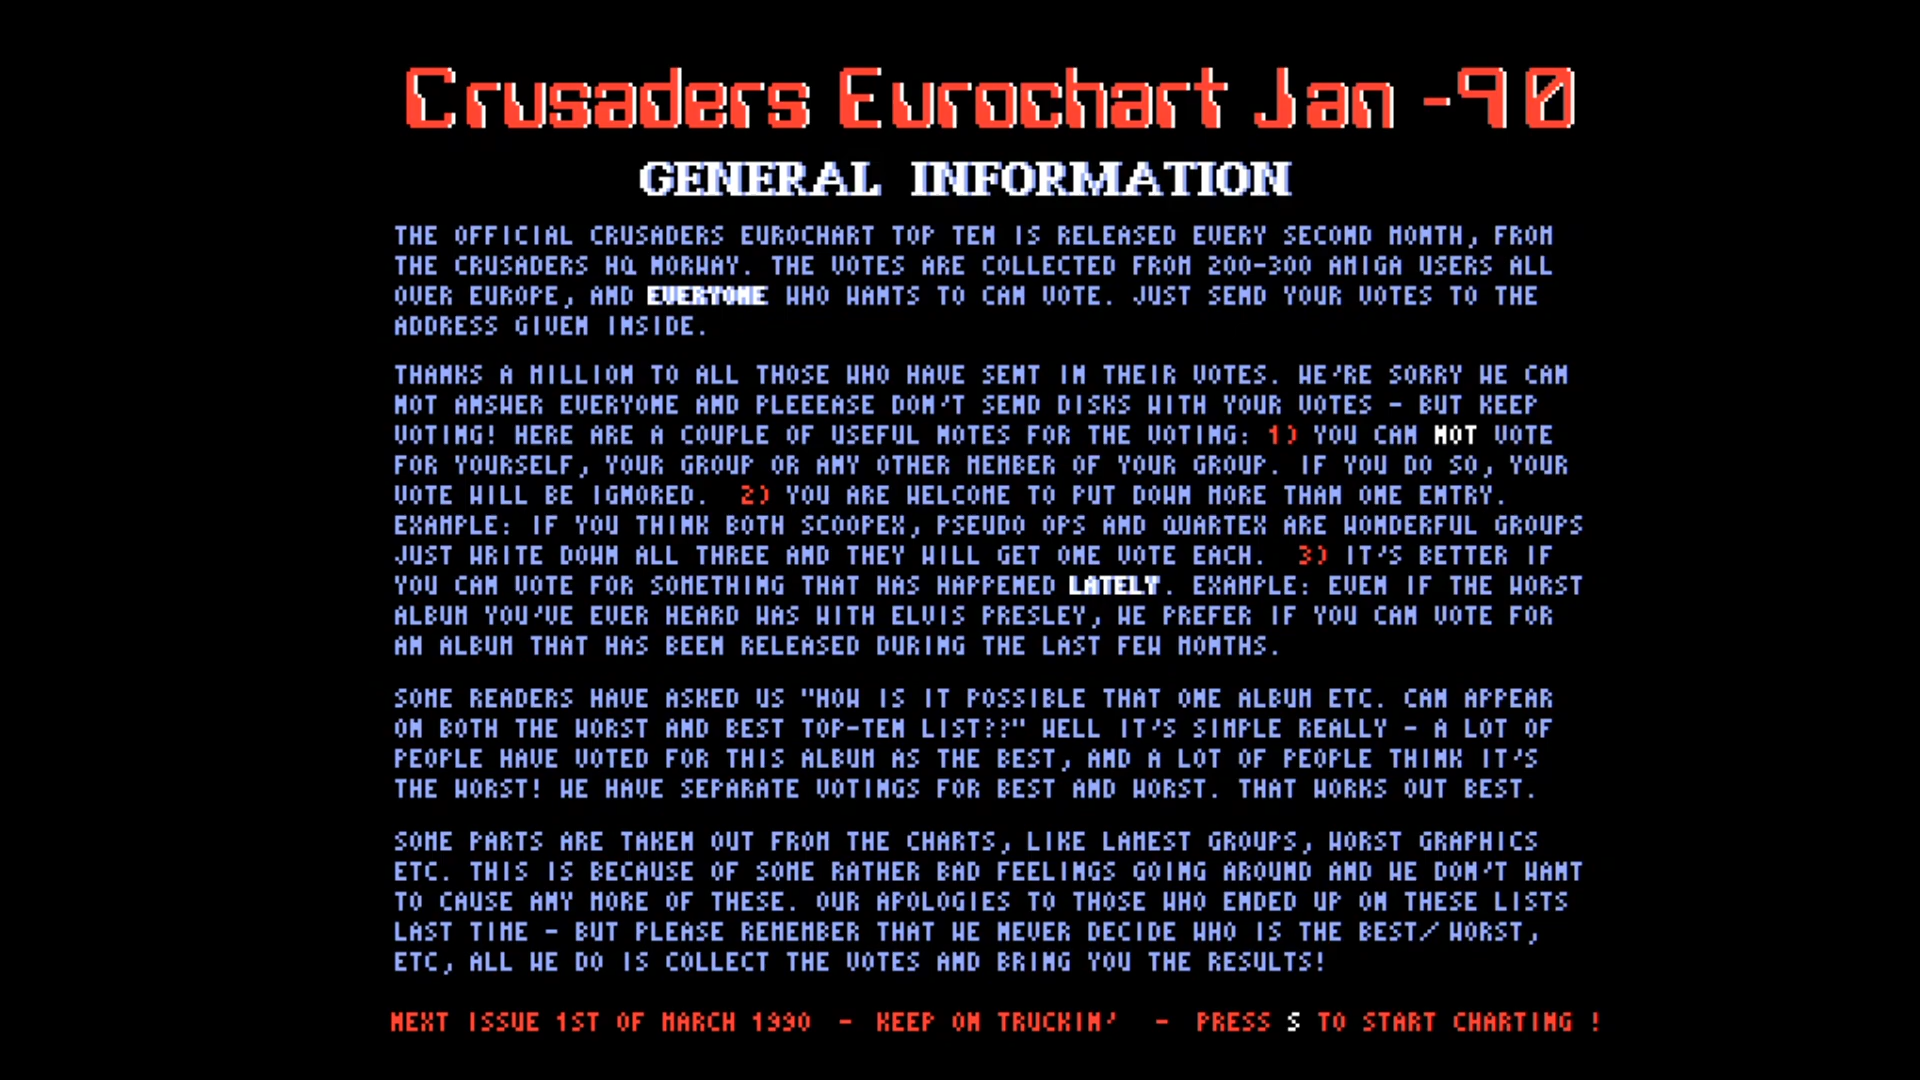 Crusaders Eurochart Jan -90
GENERAL INFORMATION
THE OFFICIAL CRUSADERS EUROCHART TOP TEN IS RELEASED EVERY SECOND MONTH, FROM
THE CRUSADERS HQ NORWAY. THE VOTES ARE COLLECTED FROM 200-300 AMIGA USERS ALL
OVER EUROPE, AND EVERYONE WHO WANTS TO CAN VOTE. JUST SEND YOUR VOTES TO THE
ADDRESS GIVEN INSIDE.
THANKS A MILLION TO ALL THOSE WHO HAVE SENT IN THEIR VOTES. WE'RE SORRY WE CAN
NOT ANSWER EVERYONE AND PLEEEASE DON'T SEND DISKS WITH YOUR VOTES - BUT KEEP
VOTING! HERE ARE A COUPLE OF USEFUL NOTES FOR THE VOTING: 1) YOU CAN NOT VOTE
FOR YOURSELF, YOUR GROUP OR ANY OTHER MEMBER OF YOUR GROUP. IF YOU DO SO, YOUR
VOTE WILL BE IGNORED.  2) YOU ARE WELCOME TO PUT DOWN MORE THAN ONE ENTRY.
EXAMPLE: IF YOU THINK BOTH SCOOPEX, PSEUDO OPS AND QUARTEX ARE WONDERFUL GROUPS
JUST WRITE DOWN ALL THREE AND THEY WILL GET ONE VOTE EACH.  3) IT'S BETTER IF
YOU CAN VOTE FOR SOMETHING THAT HAS HAPPENED LATELY. EXAMPLE: EVEN IF THE WORST
ALBUM YOU'VE EVER HEARD WAS WITH ELVIS PRESLEY, WE PREFER IF YOU CAN VOTE FOR
AN ALBUM THAT HAS BEEN RELEASED DURING THE LAST FEW MONTHS.
SOME READERS HAVE ASKED US "HOW IS IT POSSIBLE THAT ONE ALBUM ETC. CAN APPEAR
ON BOTH THE WORST AND BEST TOP-TEN LIST??" WELL IT'S SIMPLE REALLY - A LOT OF
PEOPLE HAVE VOTED FOR THIS ALBUM AS THE BEST, AND A LOT OF PEOPLE THINK IT'S
THE WORST! WE HAVE SEPARATE VOTINGS FOR BEST AND WORST. THAT WORKS OUT BEST.
SOME PARTS ARE TAKEN OUT FROM THE CHARTS, LIKE LAMEST GROUPS, WORST GRAPHICS
ETC. THIS IS BECAUSE OF SOME RATHER BAD FEELINGS GOING AROUND AND WE DON'T WANT
TO CAUSE ANY MORE OF THESE. OUR APOLOGIES TO THOSE WHO ENDED UP ON THESE LISTS
LAST TIME - BUT PLEASE REMEMBER THAT WE NEVER DECIDE WHO IS THE BEST/WORST,
ETC, ALL WE DO IS COLLECT THE VOTES AND BRING YOU THE RESULTS!
NEXT ISSUE 1ST OF MARCH 1990  -  KEEP ON TRUCKIN'  -  PRESS S TO START CHARTING !